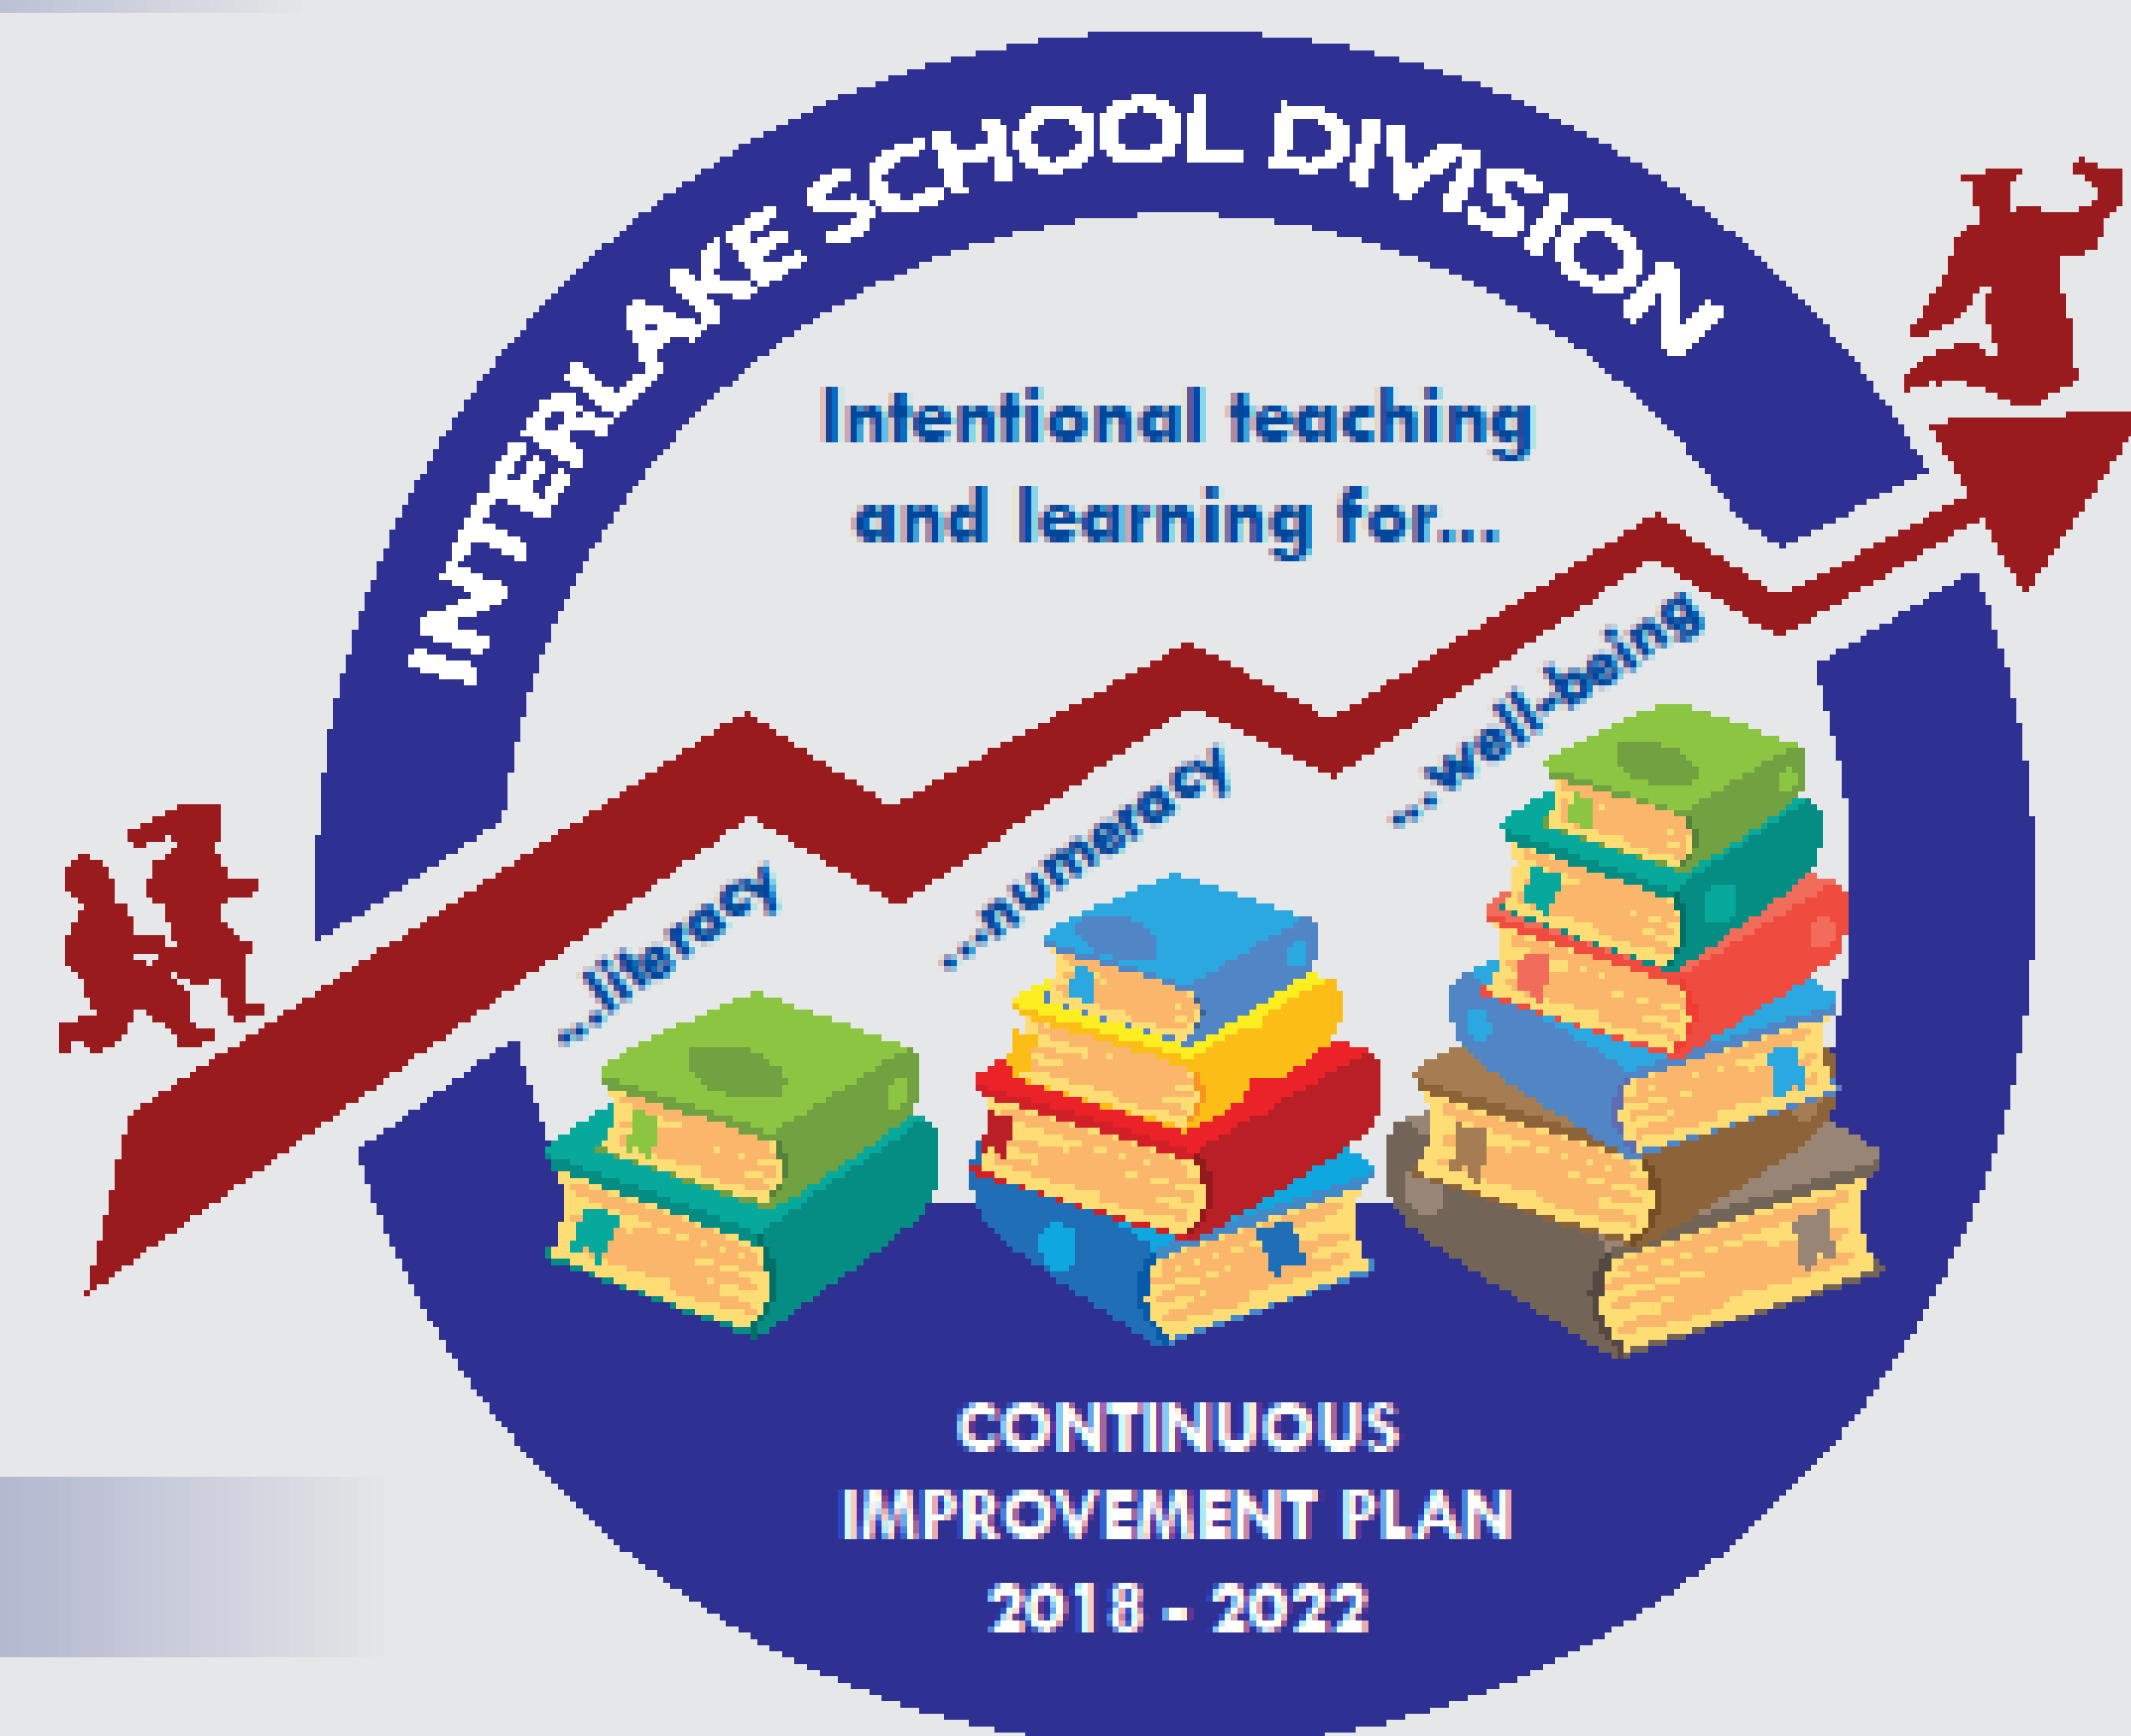 INTERLAKE SCHOOL DIVISION
Intentional teaching
and learning for...
...literacy
...numeracy
...well-being
CONTINUOUS
IMPROVEMENT PLAN
2018 - 2022